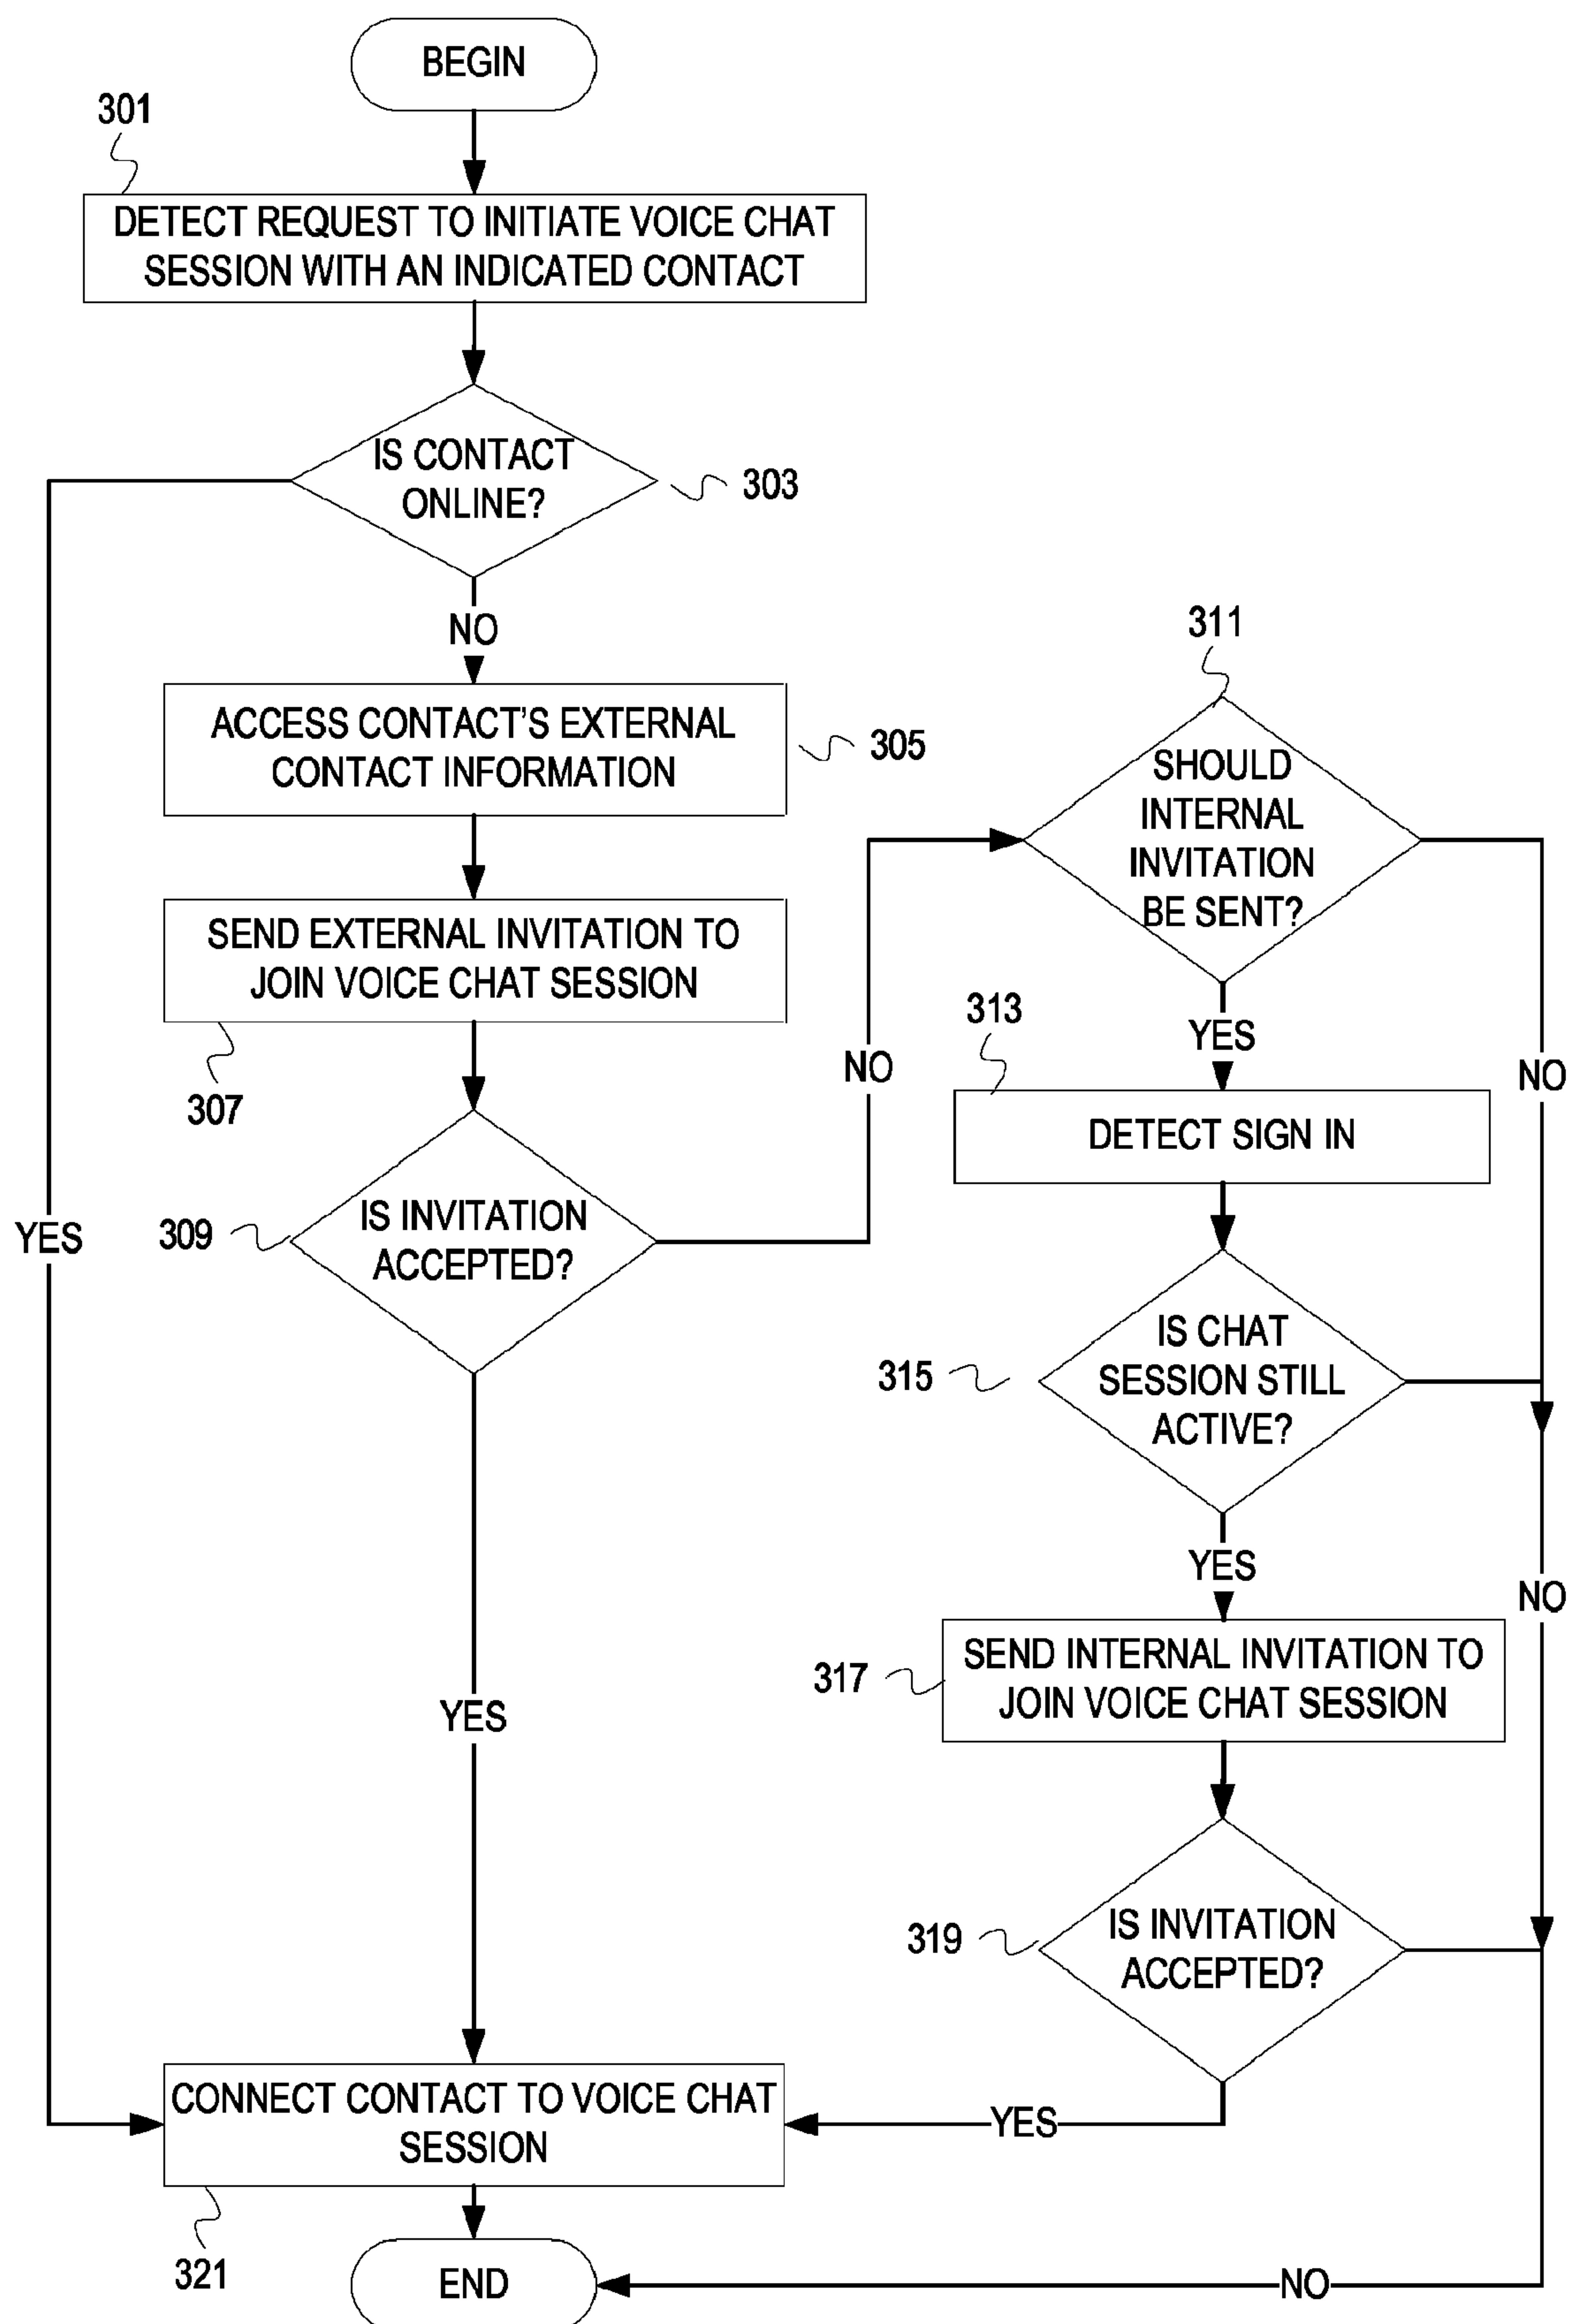 BEGIN
301
DETECT REQUEST TO INITIATE VOICE CHAT
SESSION WITH AN INDICATED CONTACT
IS CONTACT
ONLINE?
303
NO
ACCESS CONTACT'S EXTERNAL
CONTACT INFORMATION
305
SEND EXTERNAL INVITATION TO
JOIN VOICE CHAT SESSION
307
IS INVITATION
ACCEPTED?
309
NO
YES
YES
311
SHOULD
INTERNAL
INVITATION
BE SENT?
YES
NO
313
DETECT SIGN IN
IS CHAT
SESSION STILL
ACTIVE?
315
YES
NO
SEND INTERNAL INVITATION TO
JOIN VOICE CHAT SESSION
317
IS INVITATION
ACCEPTED?
319
YES
CONNECT CONTACT TO VOICE CHAT
SESSION
321
END
NO